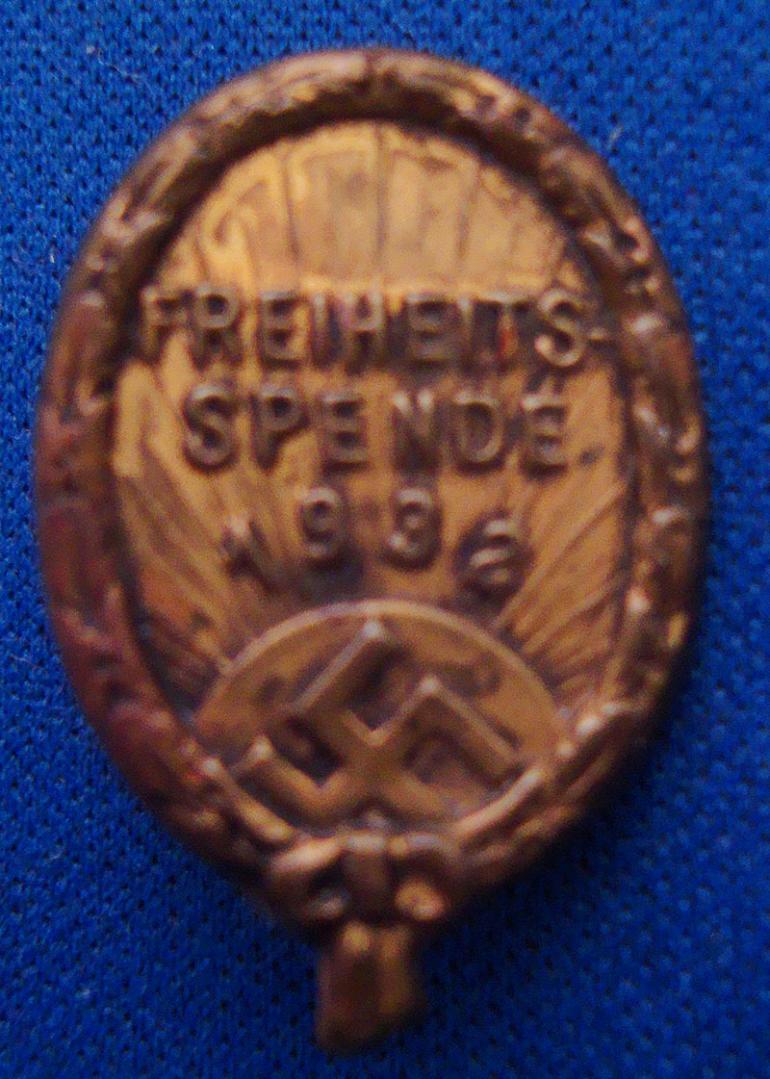 FREIHEITS-
SPENDE
1932